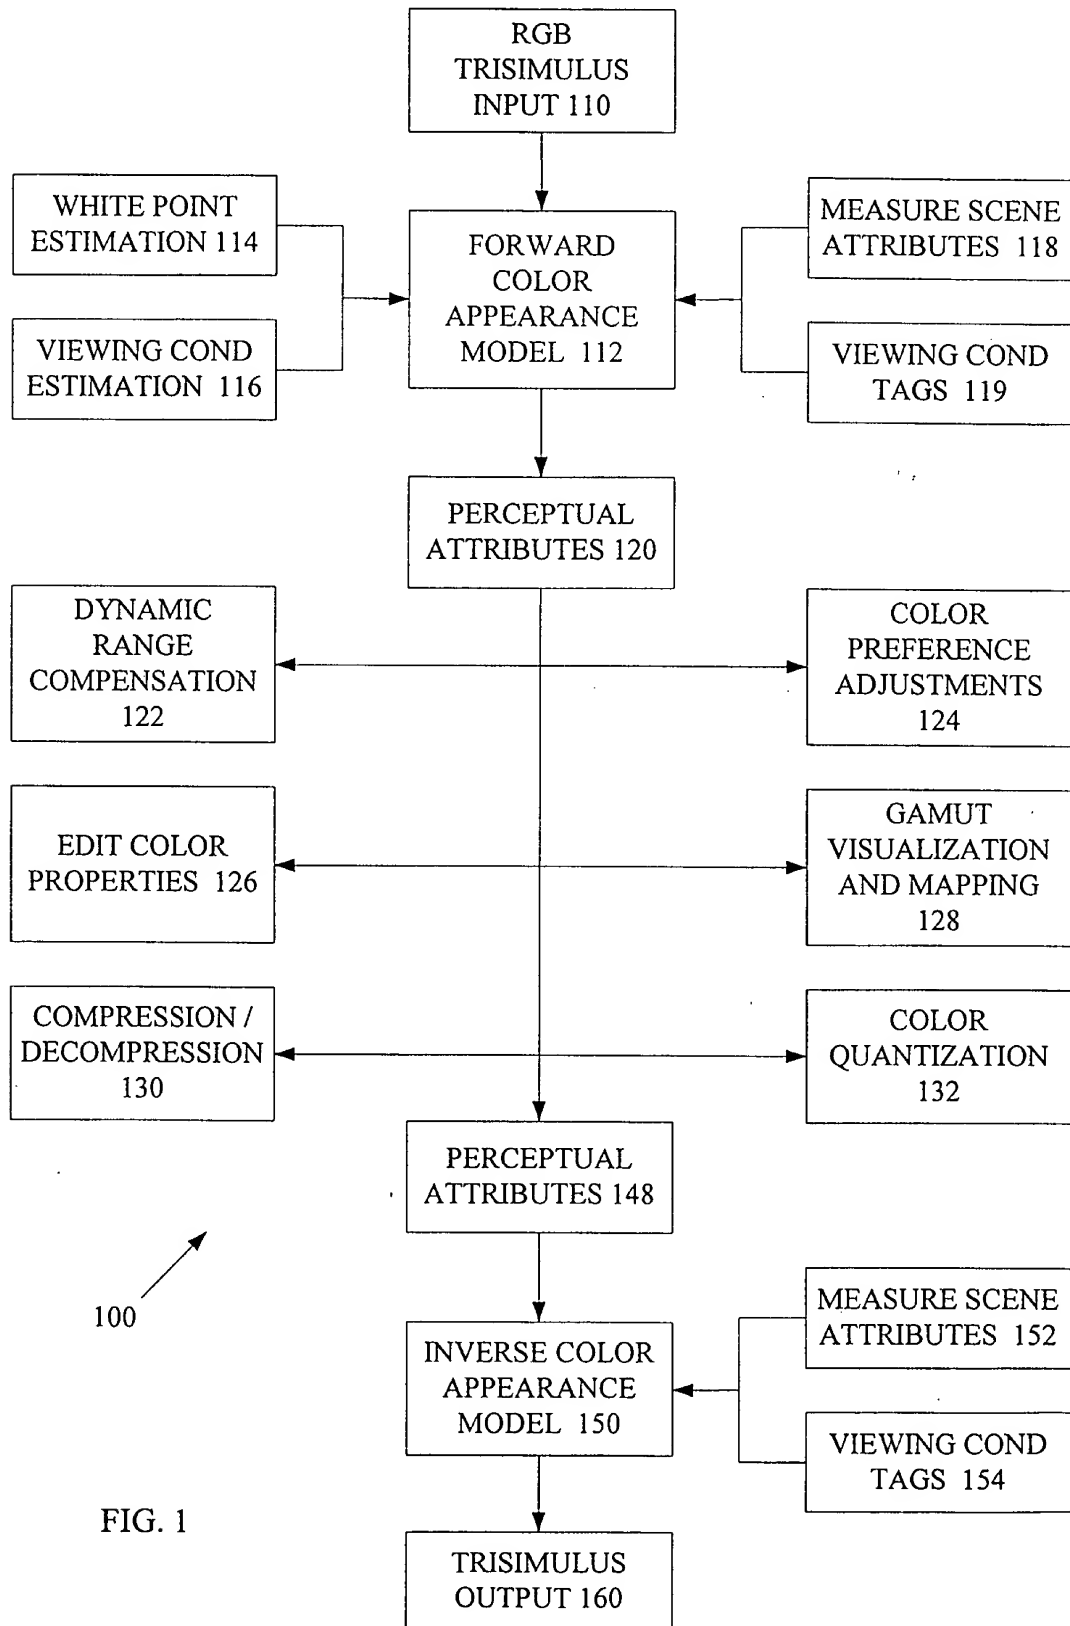 RGB
TRISIMULUS
INPUT 110
WHITE POINT
ESTIMATION 114
FORWARD
COLOR
APPEARANCE
MODEL 112
MEASURE SCENE
ATTRIBUTES 118
VIEWING COND
ESTIMATION 116
VIEWING COND
TAGS 119
PERCEPTUAL
ATTRIBUTES 120
DYNAMIC
RANGE
COMPENSATION
122
COLOR
PREFERENCE
ADJUSTMENTS
124
EDIT COLOR
PROPERTIES 126
GAMUT
VISUALIZATION
AND MAPPING
128
COMPRESSION /
DECOMPRESSION
130
COLOR
QUANTIZATION
132
PERCEPTUAL
ATTRIBUTES 148
100
INVERSE COLOR
APPEARANCE
MODEL 150
MEASURE SCENE
ATTRIBUTES 152
VIEWING COND
TAGS 154
FIG. 1
TRISIMULUS
OUTPUT 160